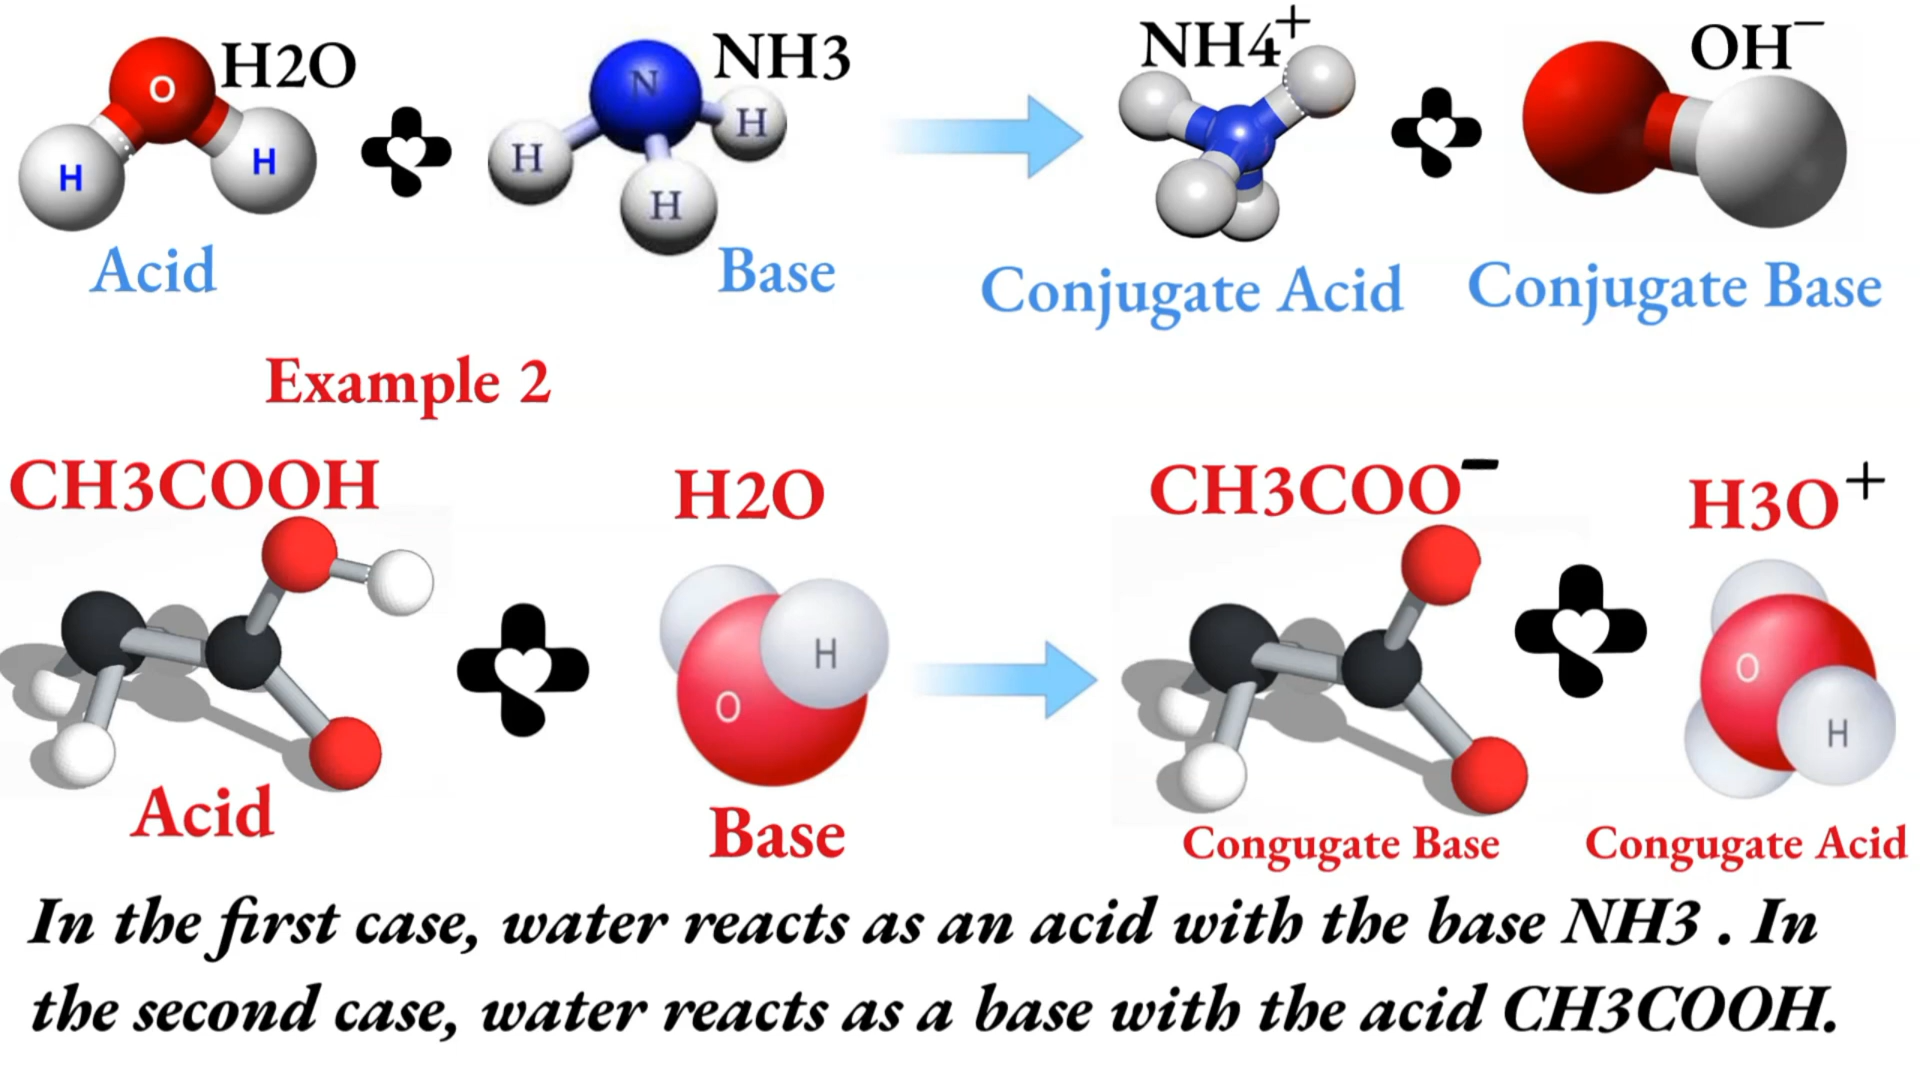 H2O
NH3
NH4+
OH−
O
H
H
N
H
H
H
Acid
Base
Conjugate Acid
Conjugate Base
Example 2
CH3COOH
H2O
CH3COO−
H3O+
H
O
O
H
Acid
Base
Congugate Base
Congugate Acid
In the first case, water reacts as an acid with the base NH3 . In
the second case, water reacts as a base with the acid CH3COOH.